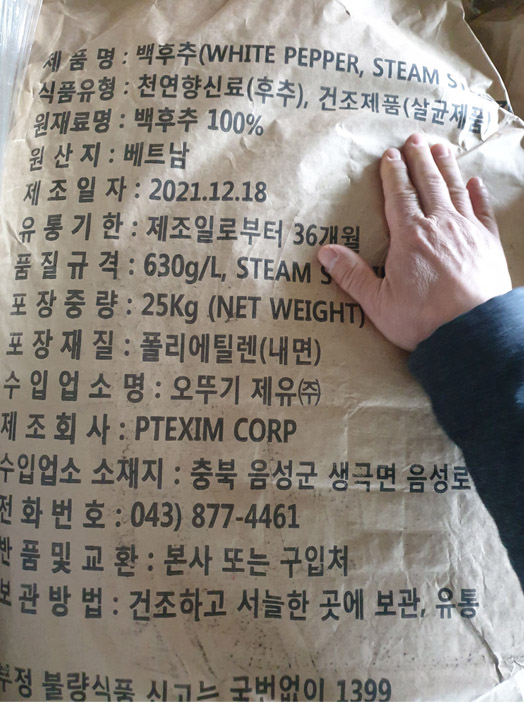 제 품 명 : 백후추(WHITE PEPPER, STEAM
식품유형 : 천연향신료(후추), 건조제품(살균제품)
원재료명 : 백후추 100%
원 산 지 : 베트남
제 조 일 자 : 2021.12.18
유 통 기 한 : 제조일로부터 36개월
품 질 규 격 : 630g/L, STEAM
포 장 중 량 : 25Kg (NET WEIGHT)
포 장 재 질 : 폴리에틸렌(내면)
수 입 업 소 명 : 오뚜기 제유㈜
제 조 회 사 : PTEXIM CORP
수입업소 소재지 : 충북 음성군 생극면 음성로
전 화 번 호 : 043) 877-4461
반 품 및 교 환 : 본사 또는 구입처
보 관 방 법 : 건조하고 서늘한 곳에 보관, 유통
부정 불량식품 신고는 국번없이 1399